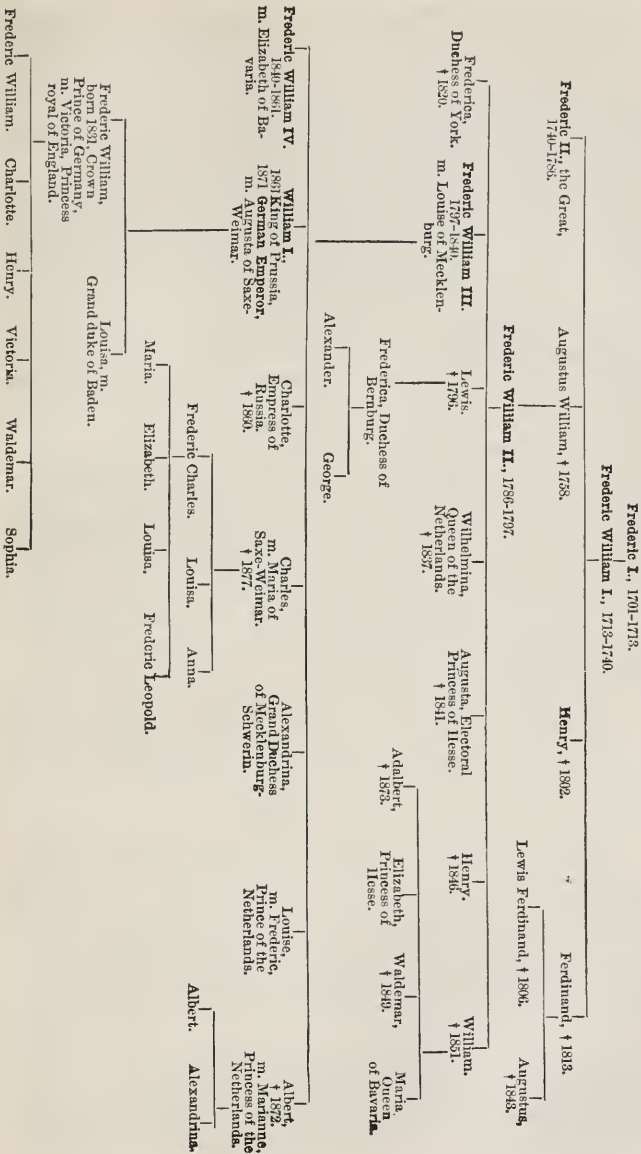 Frederic I., 1701–1713.
Frederic William I., 1713–1740.
Frederic II., the Great,
1740–1786.
Augustus William, † 1758.
Henry, † 1802.
Ferdinand, † 1813.
Frederic William II., 1786–1797.
Lewis Ferdinand, † 1806.
Augustus,
† 1843.
Frederica,
Duchess of York.
† 1820.
Frederic William III.
1797–1840.
m. Louise of Mecklen-
burg.
Lewis.
† 1796.
Wilhelmina,
Queen of the
Netherlands.
† 1837.
Augusta, Electoral
Princess of Hesse.
† 1841.
Henry.
† 1846.
William.
† 1851.
Frederica, Duchess of
Bernburg.
Adalbert,
† 1873.
Elizabeth,
Princess of
Hesse.
Waldemar,
† 1849.
Maria,
Queen
of Bavaria.
Alexander.
George.
Frederic William IV.
1840–1861.
m. Elizabeth of Ba-
varia.
William I.,
1861 King of Prussia,
1871 German Emperor,
m. Augusta of Saxe-
Weimar.
Charlotte,
Empress of
Russia.
† 1860.
Charles,
m. Maria of
Saxe-Weimar.
† 1877.
Alexandrina,
Grand Duchess
of Mecklenburg-
Schwerin.
Louise,
m. Frederic,
Prince of the
Netherlands.
Albert,
† 1872.
m. Marianne,
Princess of the
Netherlands.
Frederic Charles.
Louisa.
Anna.
Albert.
Alexandrina.
Maria.
Elizabeth.
Louisa.
Frederic Leopold.
Frederic William,
born 1831, Crown
Prince of Germany,
m. Victoria, Princess
royal of England.
Louisa, m.
Grand duke of Baden.
Frederic William.
Charlotte.
Henry.
Victoria.
Waldemar.
Sophia.